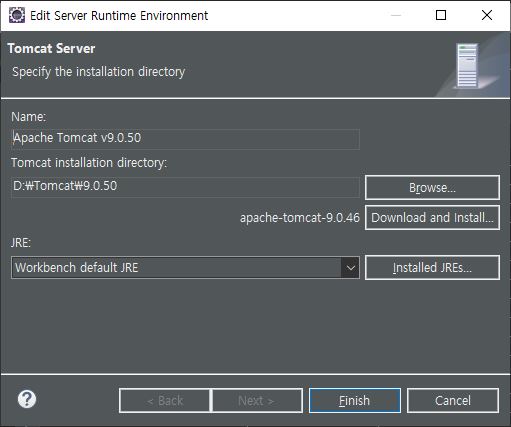 Edit Server Runtime Environment
Tomcat Server
Specify the installation directory
Name:
Apache Tomcat v9.0.50
Tomcat installation directory:
D:₩Tomcat₩9.0.50
Browse...
apache-tomcat-9.0.46
Download and Install...
JRE:
Workbench default JRE
Installed JREs...
?
< Back
Next >
Finish
Cancel